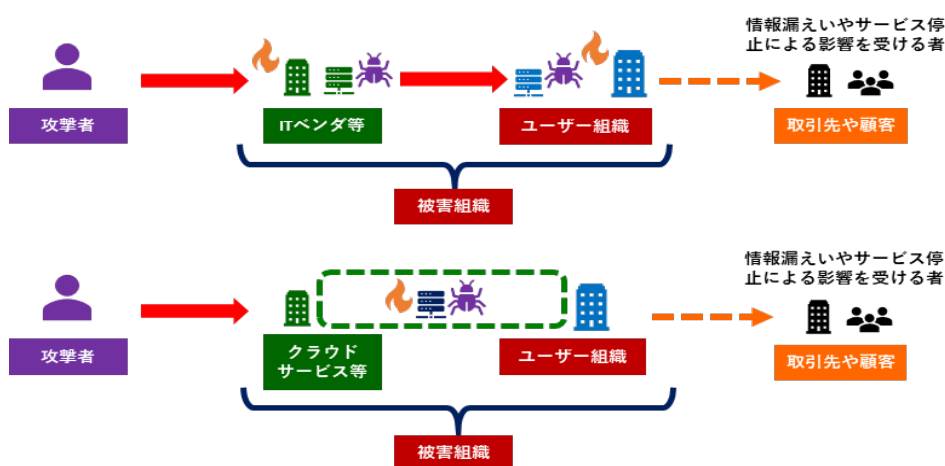 情報漏えいやサービス停
止による影響を受ける者
攻撃者
ITベンダ等
ユーザー組織
取引先や顧客
被害組織
情報漏えいやサービス停
止による影響を受ける者
攻撃者
クラウド
サービス等
ユーザー組織
取引先や顧客
被害組織